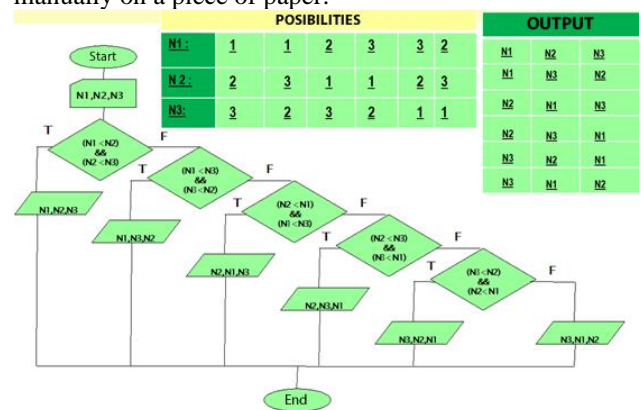 manually on a piece of paper.
POSIBILITIES
N1: 1 1 2 3 3 2
N 2: 2 3 1 1 2 3
N3: 3 2 3 2 1 1
OUTPUT
N1 N2 N3
N1 N3 N2
N2 N1 N3
N2 N3 N1
N3 N2 N1
N3 N1 N2
Start
N1,N2,N3
T
(N1 <N2)
&&
(N2 <N3)
F
N1,N2,N3
T
(N1 <N3)
&&
(N3 <N2)
F
N1,N3,N2
T
(N2 <N1)
&&
(N1 <N3)
F
N2,N1,N3
T
(N2 <N3)
&&
(N3 <N1)
F
N2,N3,N1
T
(N3 <N2)
&&
(N2 <N1
F
N3,N2,N1
N3,N1,N2
End